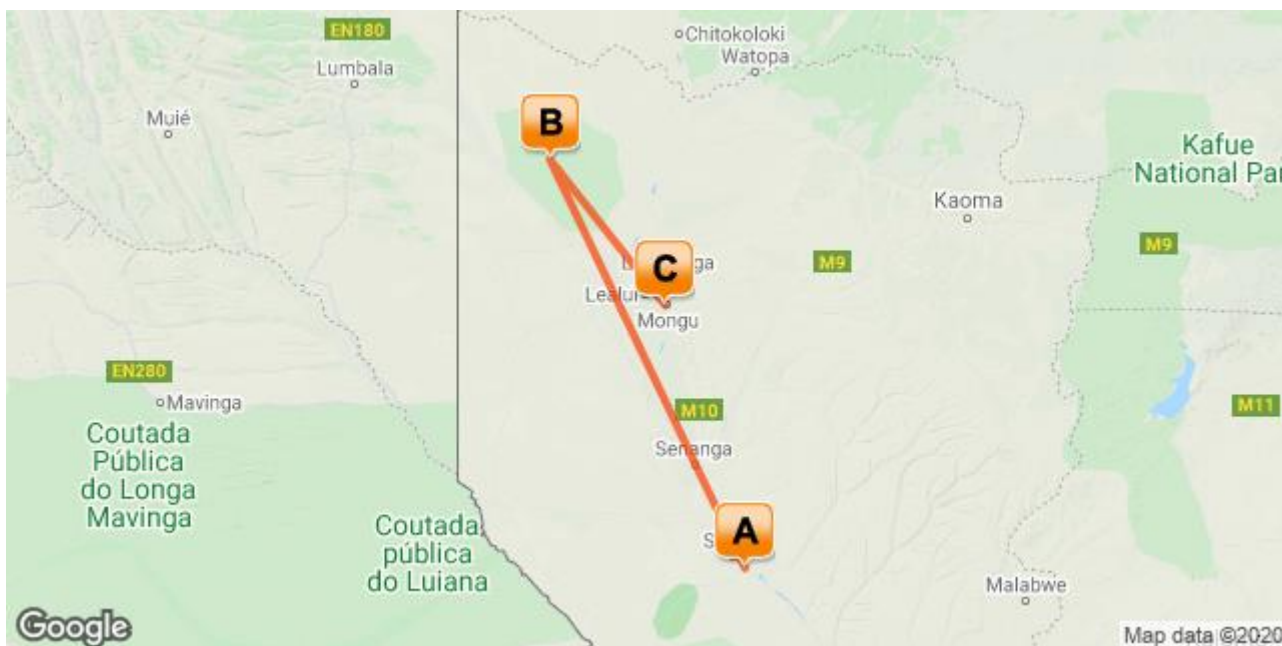 EN180
Chitokoloki
Watopa
Lumbala
Muié
B
Kafue
National Par
Kaoma
M9
M9
C
Mongu
EN280
Mavinga
M10
M11
Coutada
Pública
do Longa
Mavinga
Senanga
Coutada
pública
do Luiana
A
Malabwe
Google
Map data ©2020